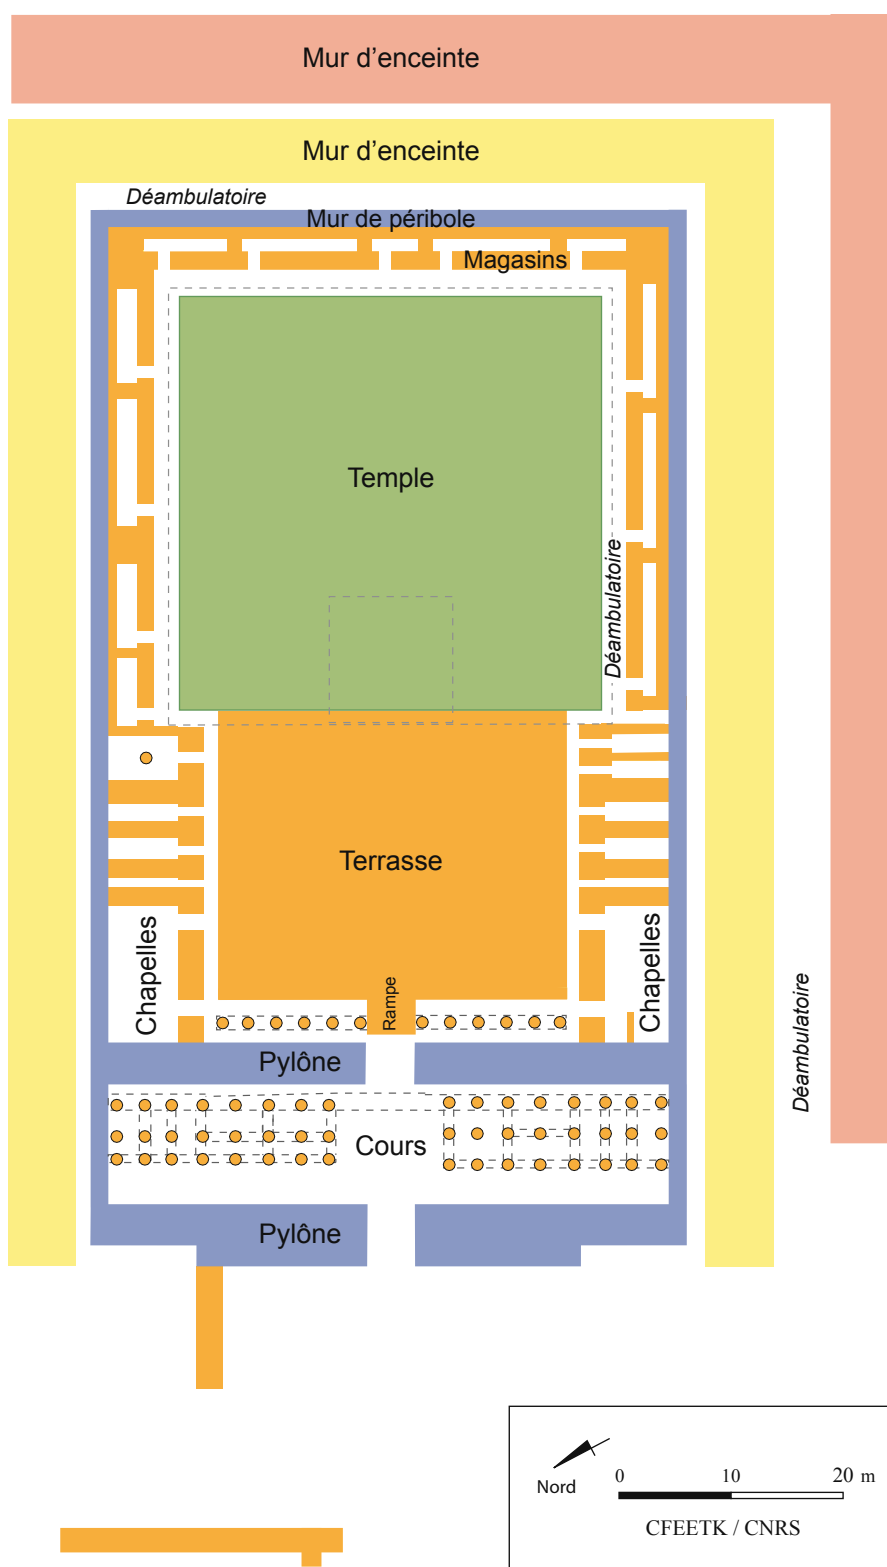 Mur d'enceinte
Mur d'enceinte
Déambulatoire
Mur de péribole
Magasins
Temple
Déambulatoire
Terrasse
Chapelles
Chapelles
Rampe
Déambulatoire
Pylône
Cours
Pylône
Nord
0 10 20 m
CFEETK / CNRS